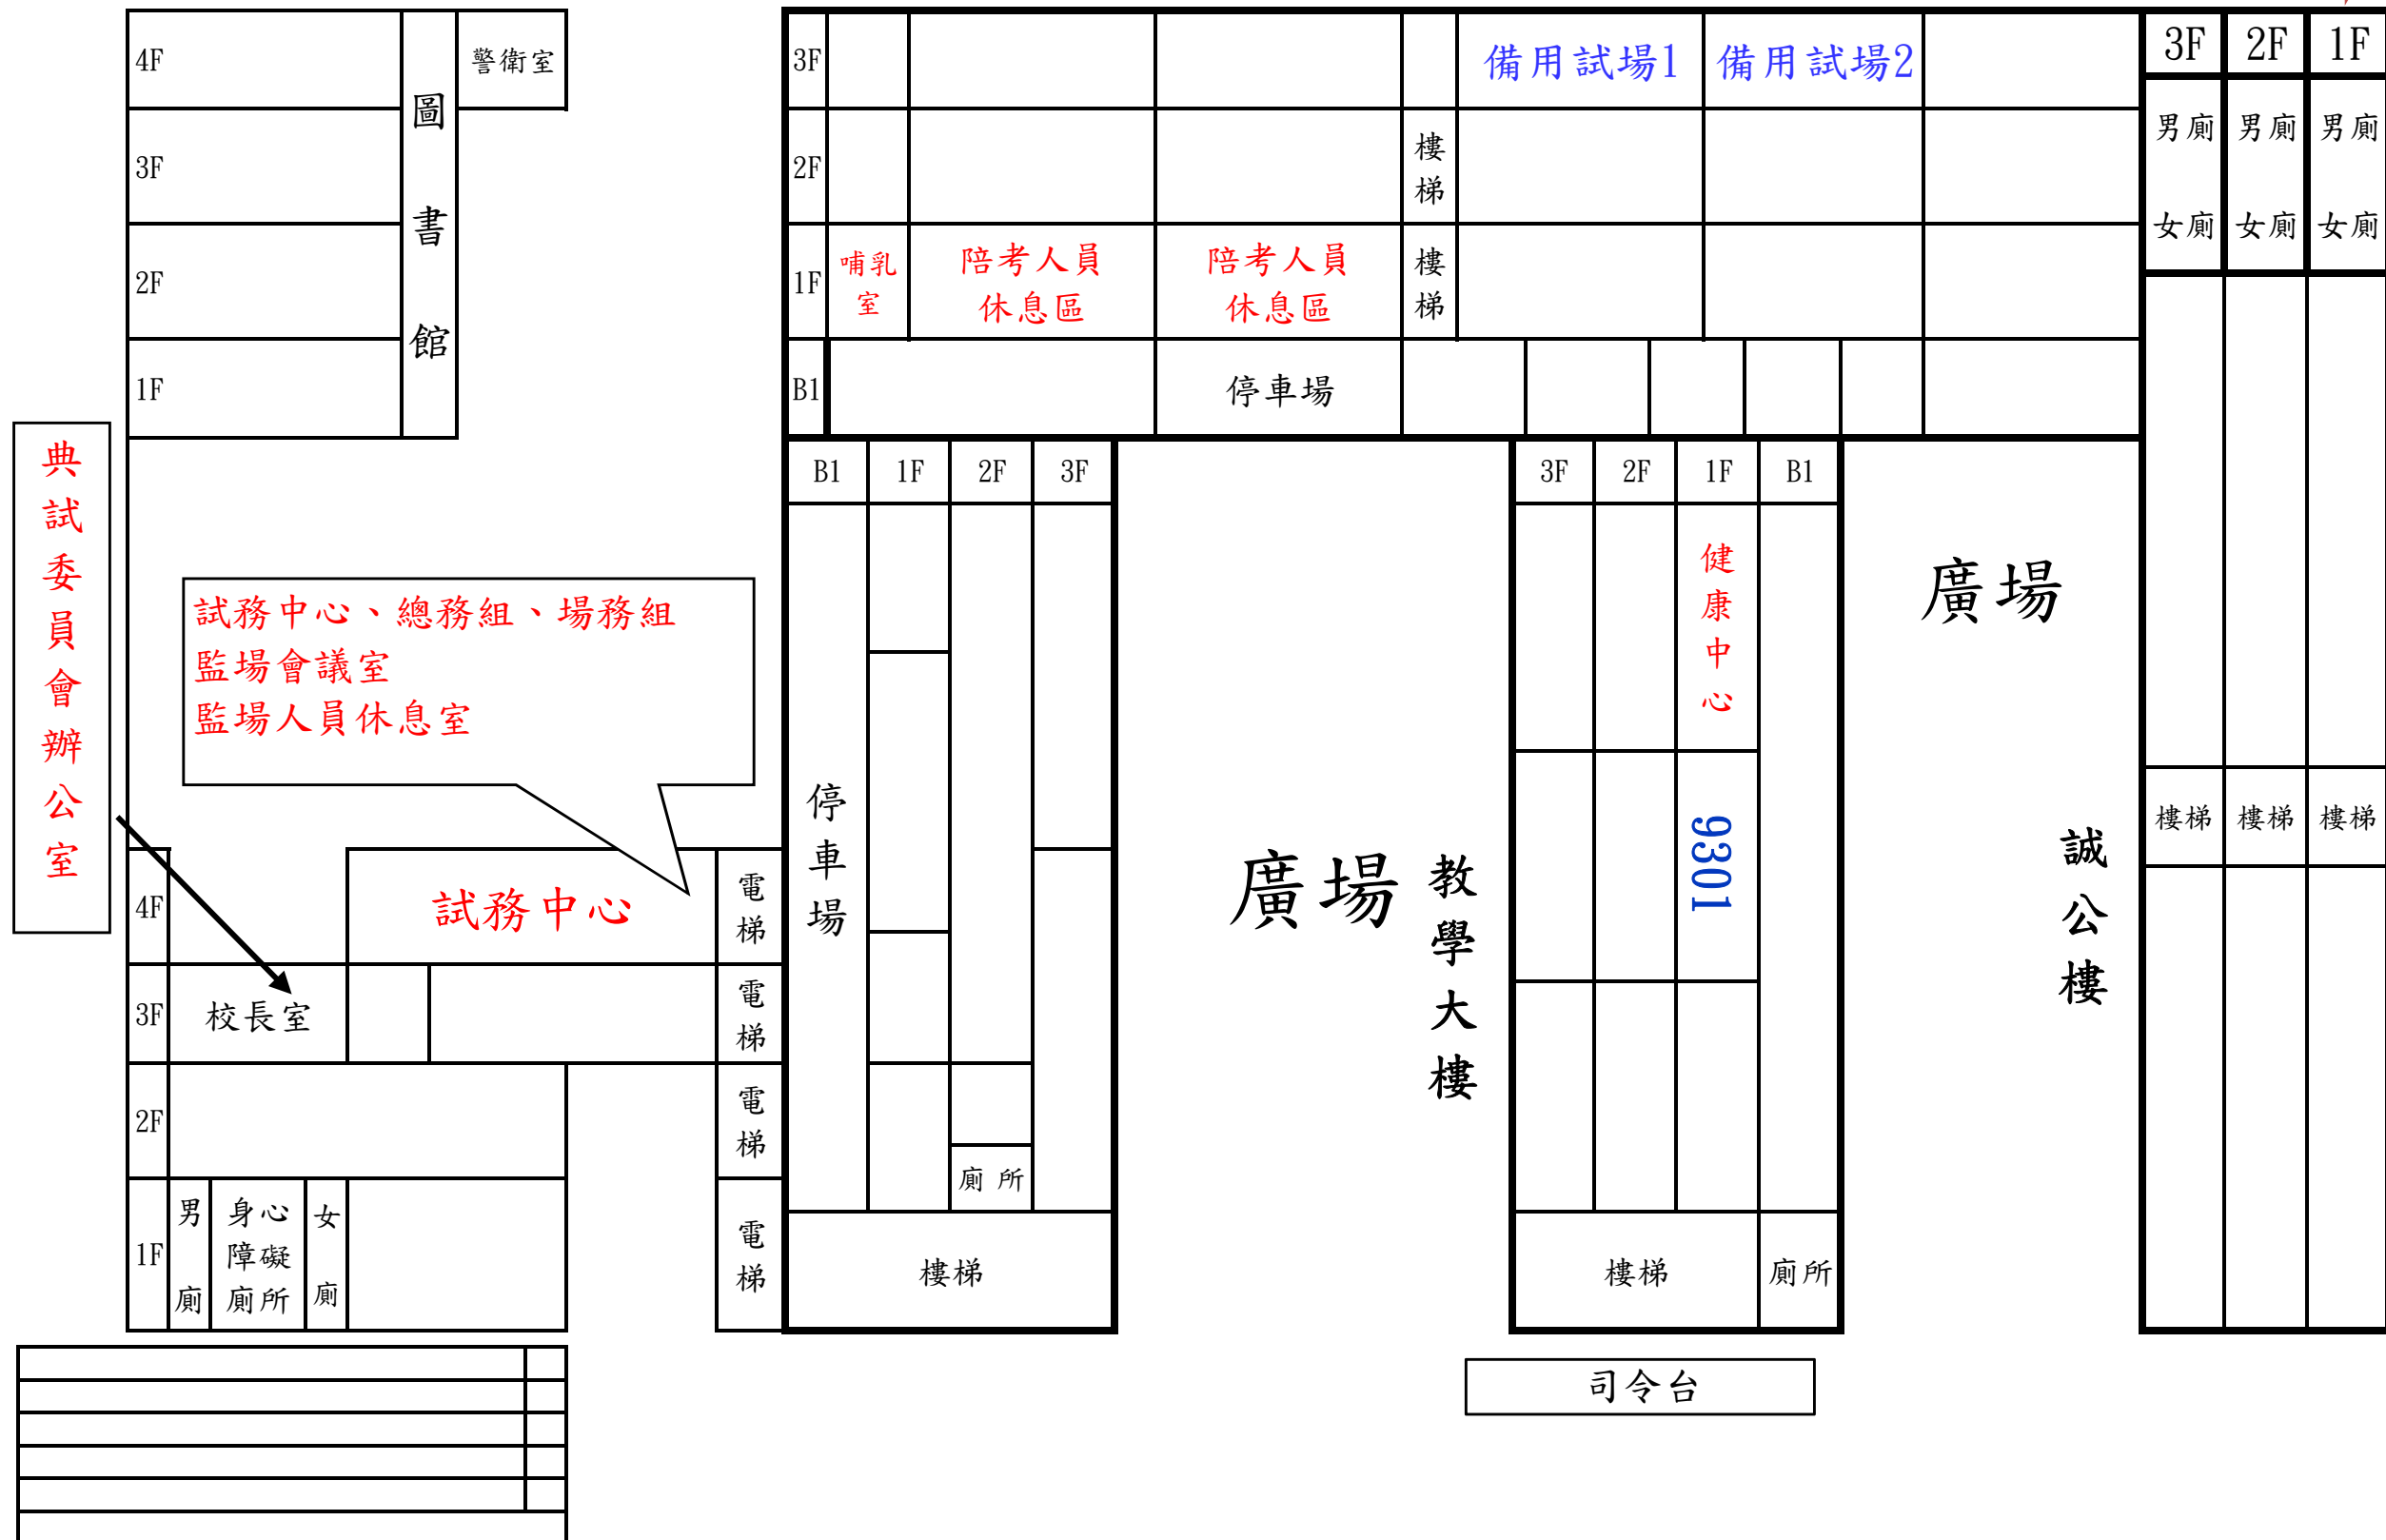 4F
圖書館
警衛室
3F
2F
1F
3F
備用試場1
備用試場2
2F
樓梯
1F
哺乳室
陪考人員
休息區
陪考人員
休息區
樓梯
B1
停車場
3F 2F 1F
男廁 男廁 男廁
女廁 女廁 女廁
樓梯 樓梯 樓梯
典試委員會辦公室
試務中心、總務組、場務組
監場會議室
監場人員休息室
4F
試務中心
電梯
3F
校長室
電梯
2F
電梯
1F
男廁
身心
障礙
廁所
女廁
電梯
B1 1F 2F 3F
停車場
廁所
樓梯
廣場
教學大樓
3F 2F 1F B1
健康中心
9301
樓梯
廁所
廣場
誠公樓
司令台